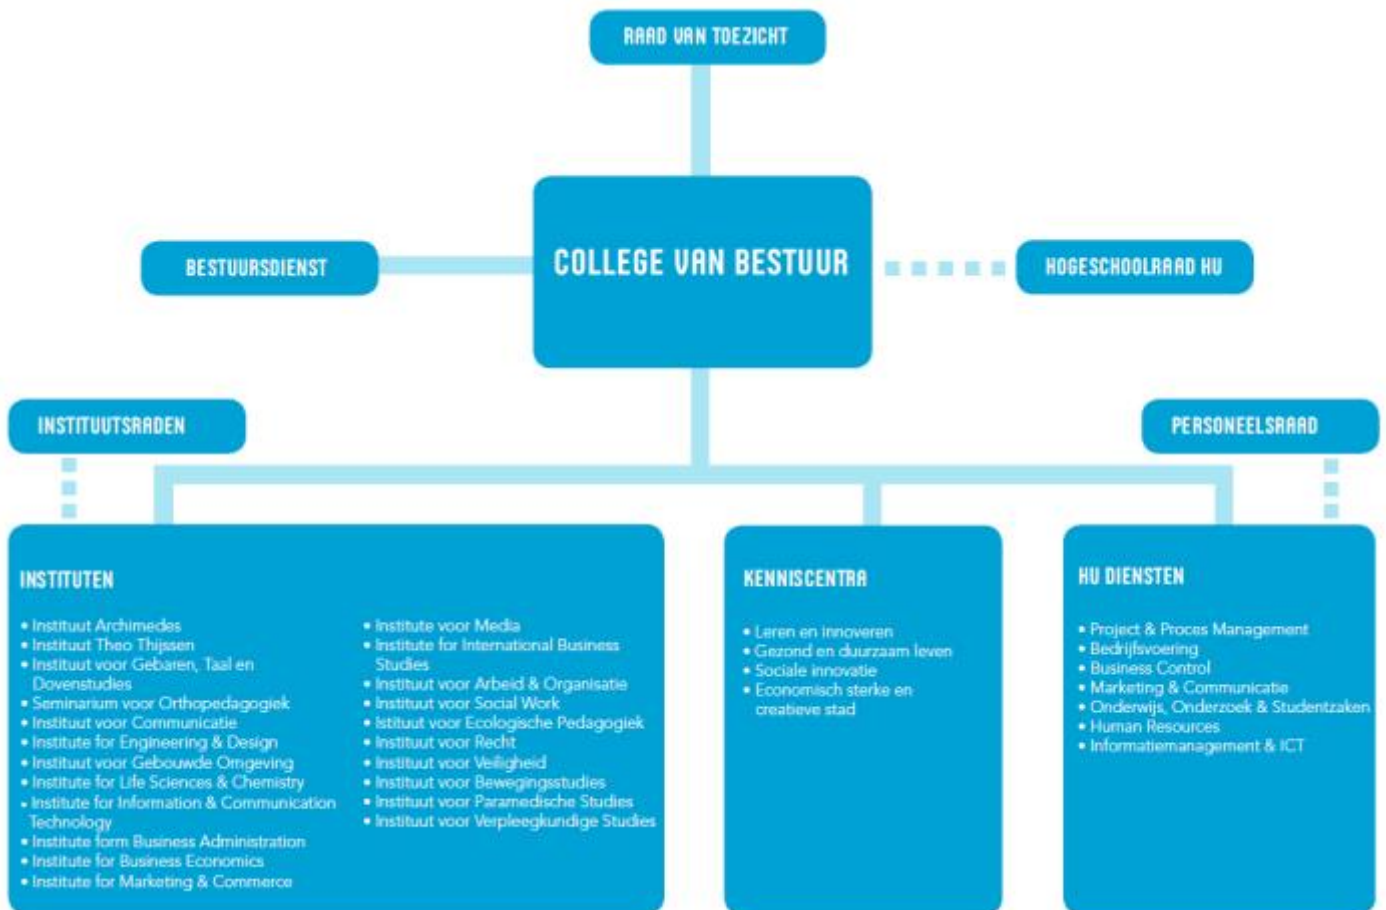 RAAD VAN TOEZICHT
BESTUURSDIENST
COLLEGE VAN BESTUUR
HOGESCHOOLRAAD HU
INSTITUUTSRADEN
PERSONEELSRAAD
INSTITUTEN
• Instituut Archimedes
• Instituut Theo Thijssen
• Instituut voor Gebaren, Taal en
Dovenstudies
• Seminarium voor Orthopedagogiek
• Instituut voor Communicatie
• Institute for Engineering & Design
• Instituut voor Gebouwde Omgeving
• Institute for Life Sciences & Chemistry
• Institute for Information & Communication
Technology
• Institute form Business Administration
• Institute for Business Economics
• Institute for Marketing & Commerce
• Institute voor Media
• Institute for International Business
Studies
• Instituut voor Arbeid & Organisatie
• Instituut voor Social Work
• Istituut voor Ecologische Pedagogiek
• Instituut voor Recht
• Instituut voor Veiligheid
• Instituut voor Bewegingsstudies
• Instituut voor Paramedische Studies
• Instituut voor Verpleegkundige Studies
KENNISCENTRA
• Leren en innoveren
• Gezond en duurzaam leven
• Sociale innovatie
• Economisch sterke en
creatieve stad
HU DIENSTEN
• Project & Proces Management
• Bedrijfsvoering
• Business Control
• Marketing & Communicatie
• Onderwijs, Onderzoek & Studentzaken
• Human Resources
• Informatiemanagement & ICT